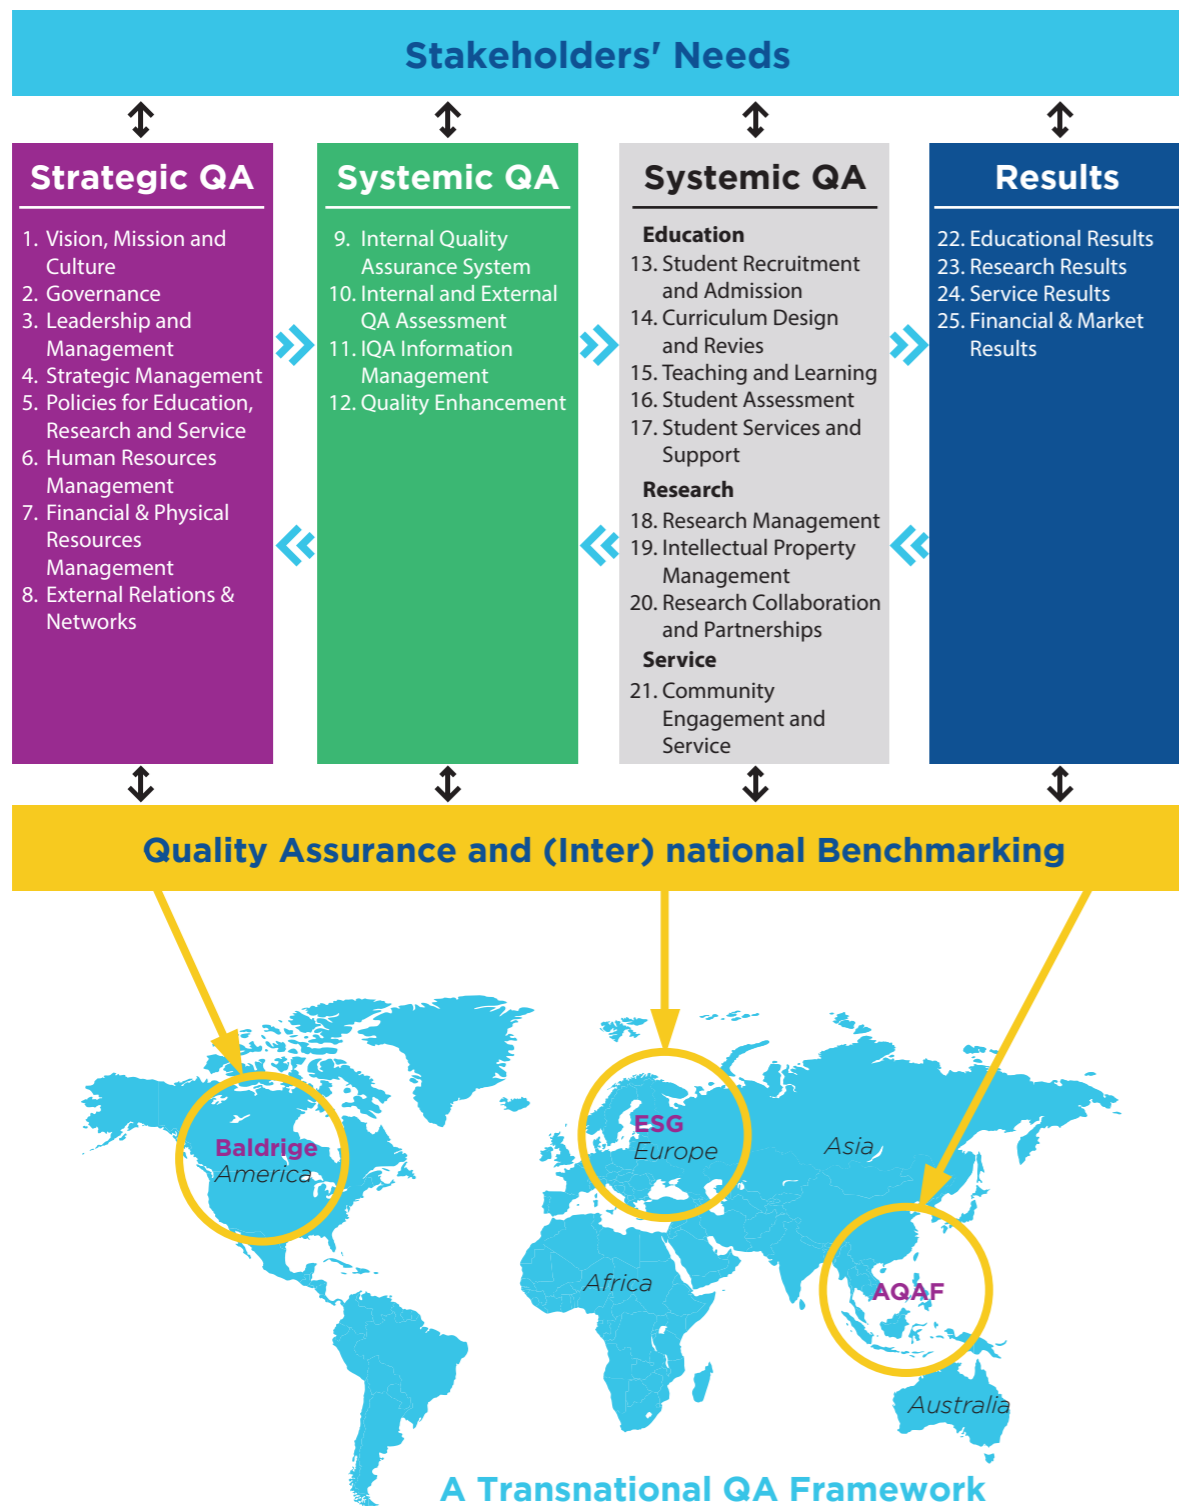 Stakeholders' Needs
Strategic QA
1. Vision, Mission and
Culture
2. Governance
3. Leadership and
Management
4. Strategic Management
5. Policies for Education,
Research and Service
6. Human Resources
Management
7. Financial & Physical
Resources
Management
8. External Relations &
Networks
Systemic QA
9. Internal Quality
Assurance System
10. Internal and External
QA Assessment
11. IQA Information
Management
12. Quality Enhancement
Systemic QA
Education
13. Student Recruitment
and Admission
14. Curriculum Design
and Revies
15. Teaching and Learning
16. Student Assessment
17. Student Services and
Support
Research
18. Research Management
19. Intellectual Property
Management
20. Research Collaboration
and Partnerships
Service
21. Community
Engagement and
Service
Results
22. Educational Results
23. Research Results
24. Service Results
25. Financial & Market
Results
Quality Assurance and (Inter) national Benchmarking
Baldrige
America
ESG
Europe
Asia
Africa
AQAF
Australia
A Transnational QA Framework